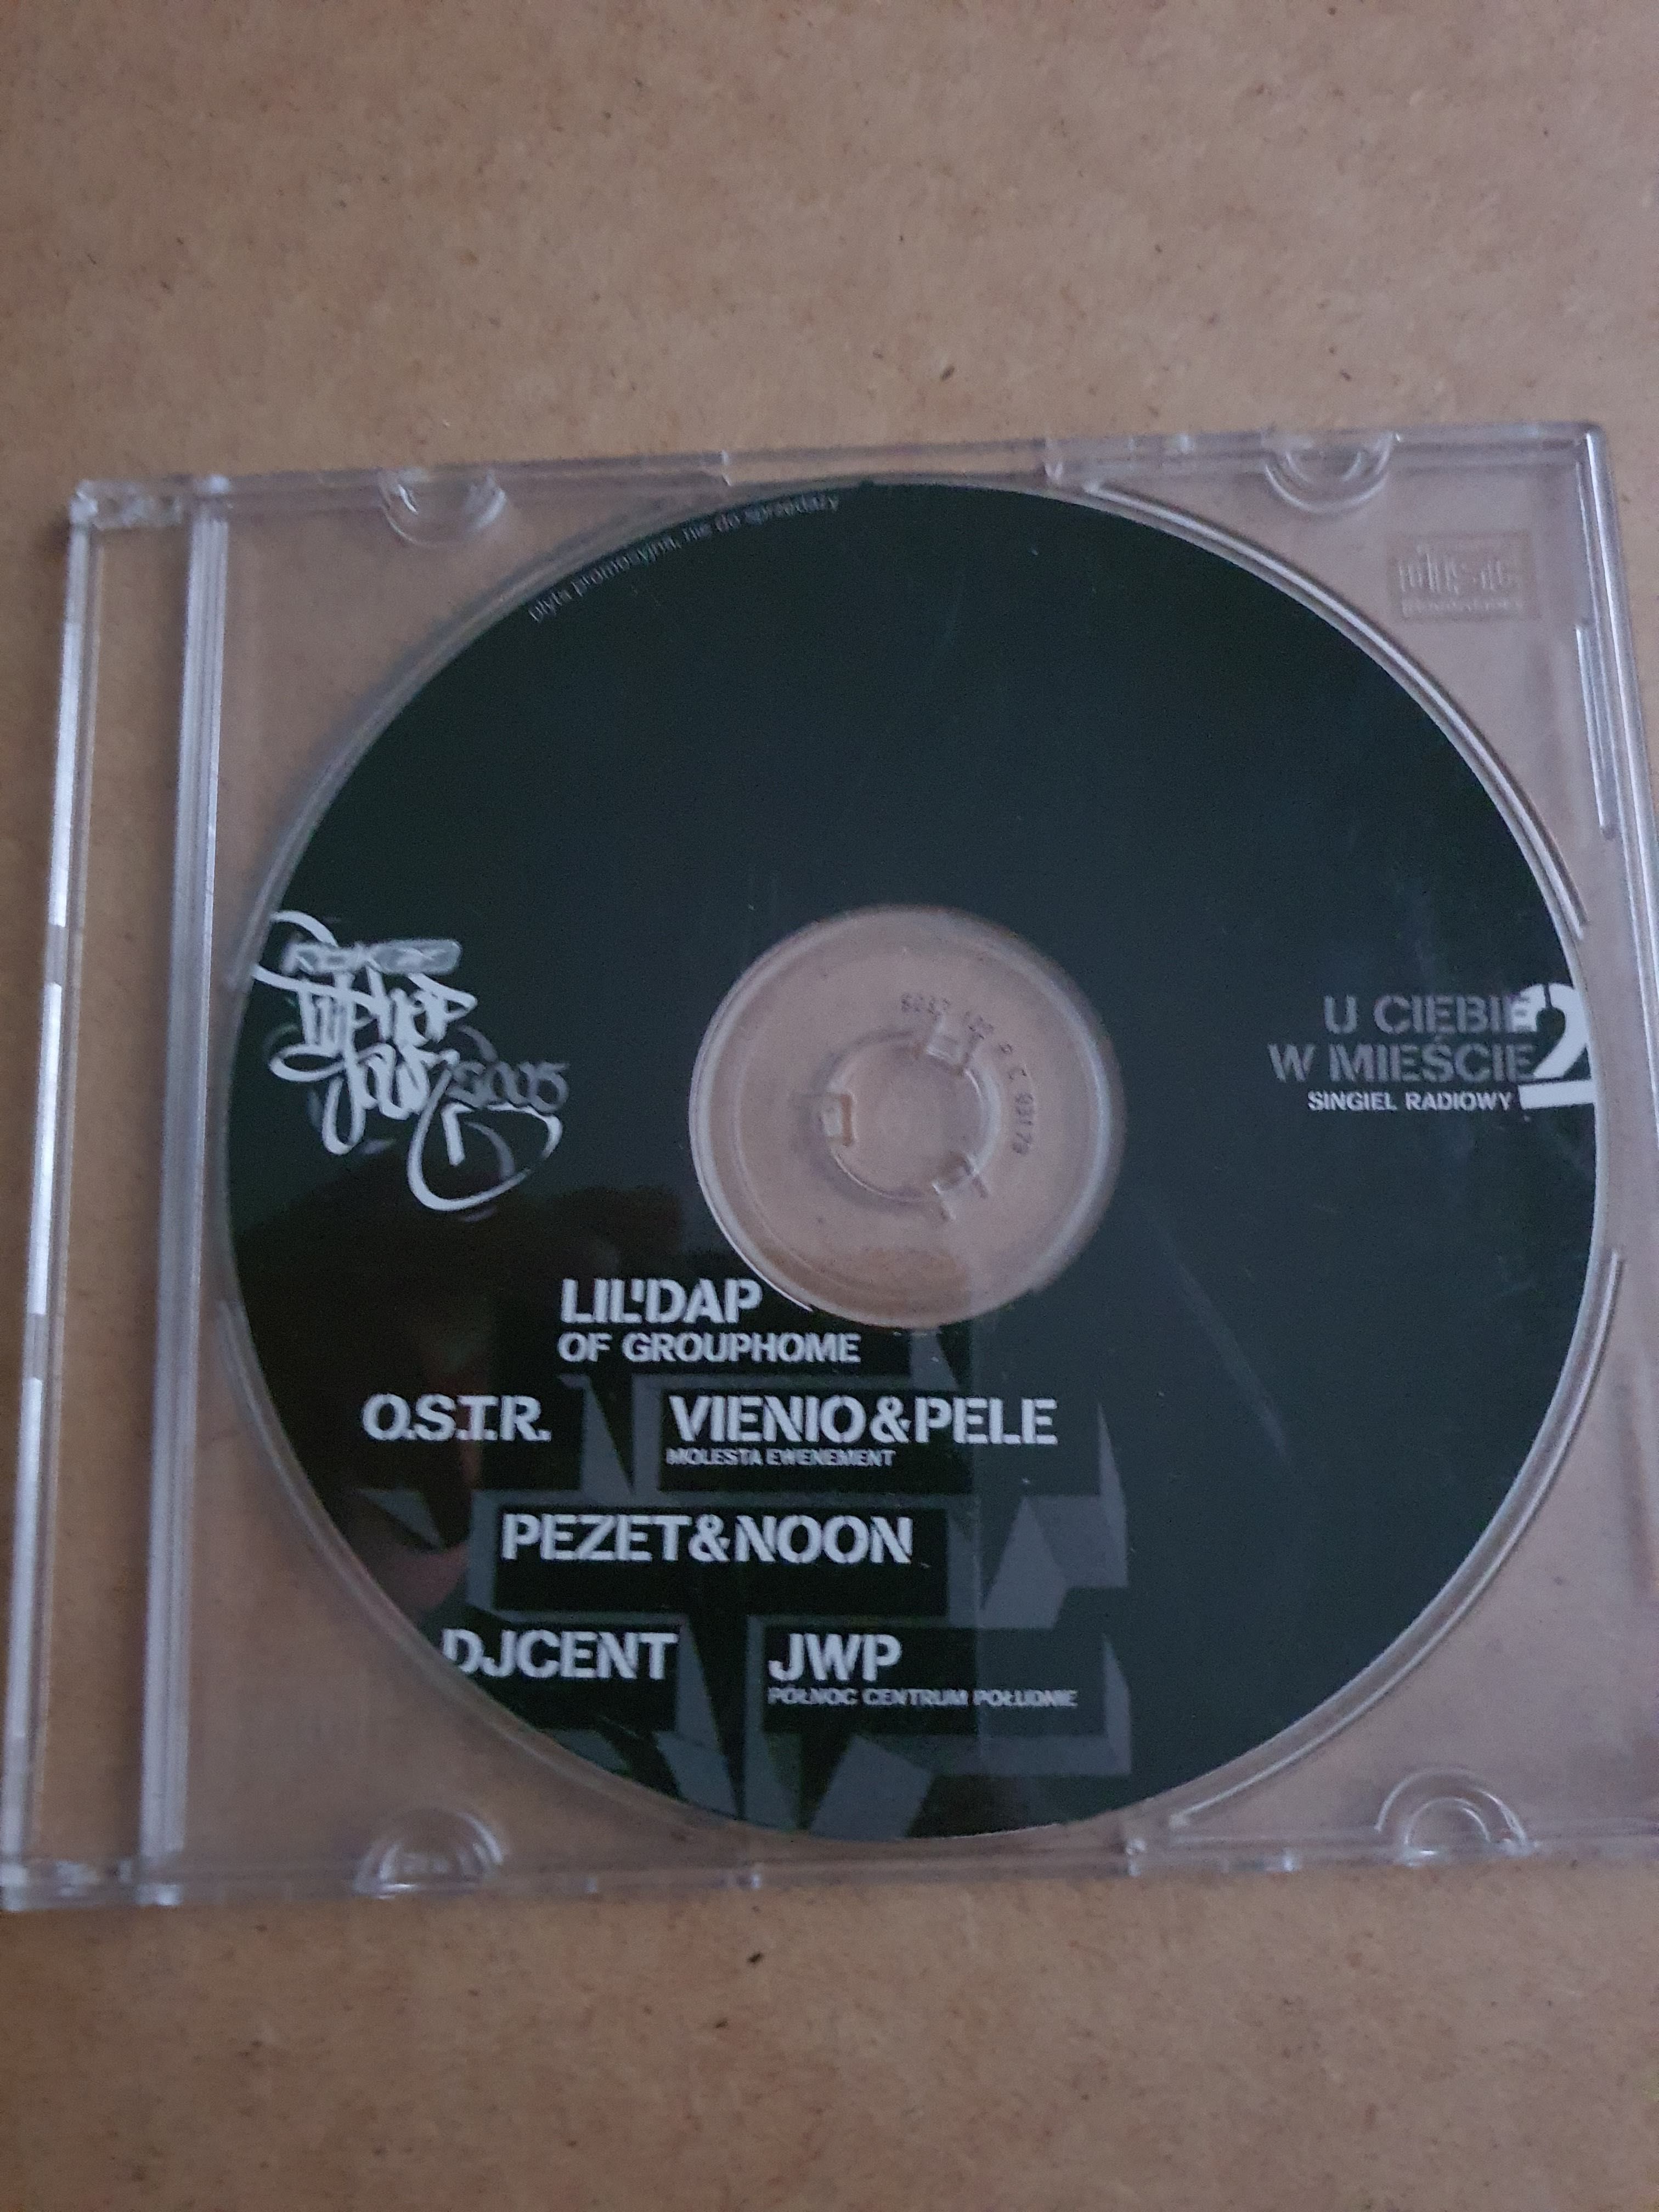 płyta promocyjna, nie do sprzedaży
HIP HOP
TOUR 2005
U CIEBIE
W MIEŚCIE 2
SINGIEL RADIOWY
LIL'DAP
OF GROUPHOME
O.S.T.R.
VIENIO&PELE
MOLESTA EWENEMENT
PEZET&NOON
DJCENT
JWP
PÓŁNOC CENTRUM POŁUDNIE